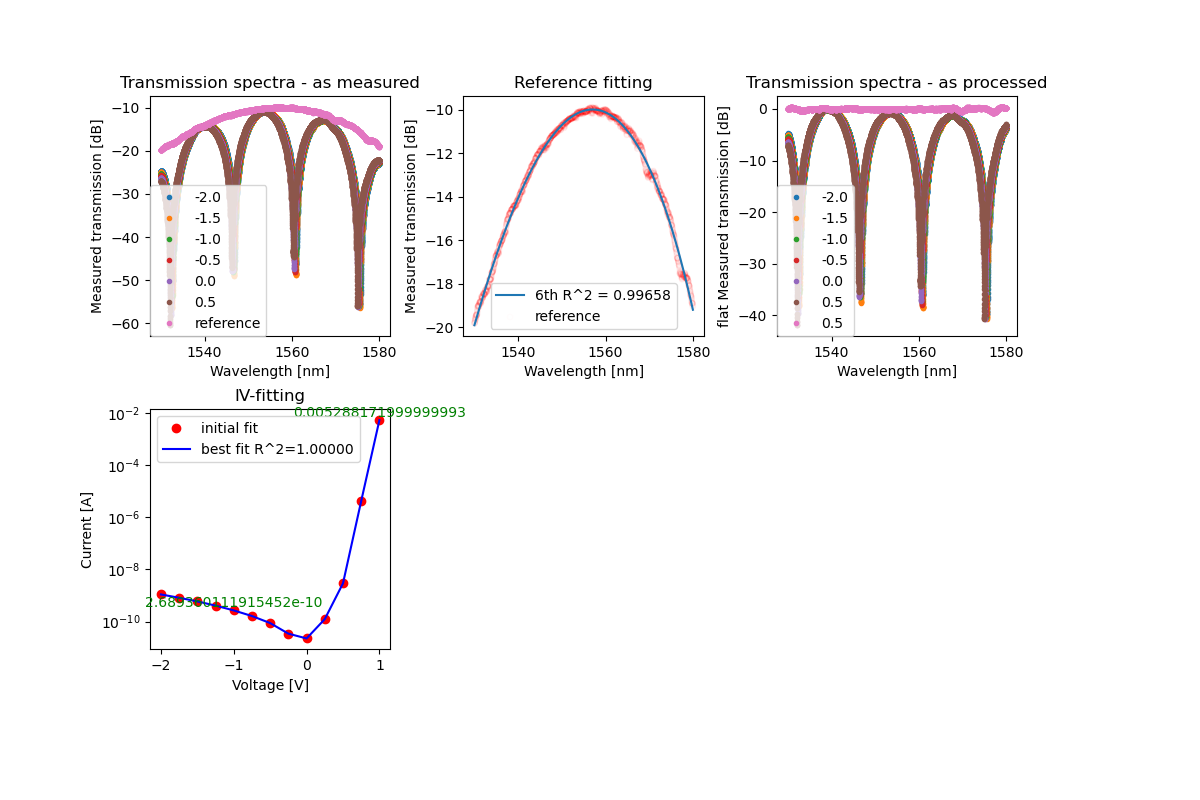 Transmission spectra - as measured
Measured transmission [dB]
−10
−20
−30
−40
−50
−60
-2.0
-1.5
-1.0
-0.5
0.0
0.5
reference
1540
1560
1580
Wavelength [nm]
Reference fitting
Measured transmission [dB]
−10
−12
−14
−16
−18
−20
6th R^2 = 0.99658
reference
1540
1560
1580
Wavelength [nm]
Transmission spectra - as processed
flat Measured transmission [dB]
0
−10
−20
−30
−40
-2.0
-1.5
-1.0
-0.5
0.0
0.5
0.5
1540
1560
1580
Wavelength [nm]
IV-fitting
0.005288171999999993
initial fit
best fit R^2=1.00000
Current [A]
10−2
10−4
10−6
10−8
10−10
−2
−1
0
1
Voltage [V]